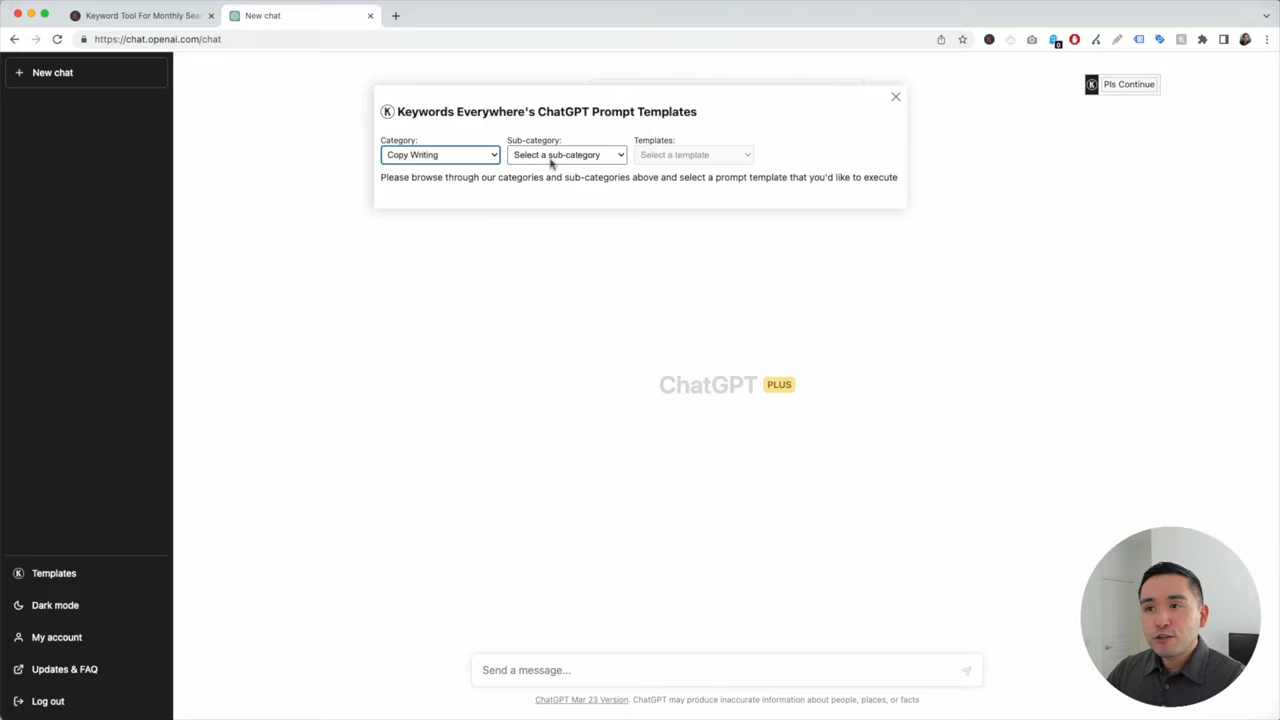 Keyword Tool For Monthly Sea
New chat
https://chat.openai.com/chat
New chat
Pls Continue
Keywords Everywhere's ChatGPT Prompt Templates
Category: Sub-category: Templates:
Copy Writing Select a sub-category Select a template
Please browse through our categories and sub-categories above and select a prompt template that you'd like to execute
ChatGPT PLUS
Templates
Dark mode
My account
Updates & FAQ
Log out
Send a message...
ChatGPT Mar 23 Version. ChatGPT may produce inaccurate information about people, places, or facts